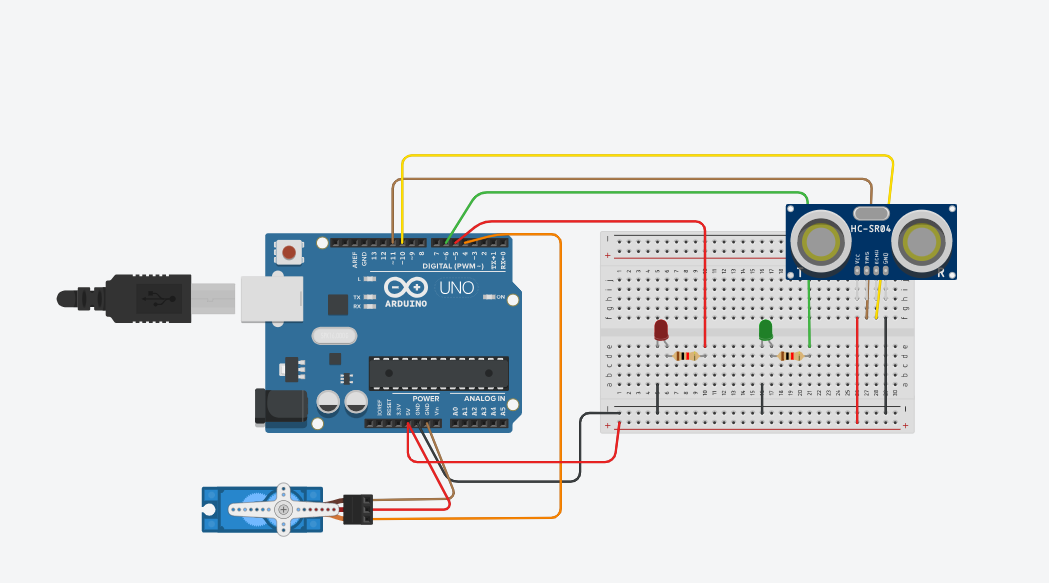 HC-SR04
VCC
TRIG
ECHO
GND
T
R
AREF
GND
13
12
~11
~10
~9
8
7
~6
~5
4
~3
2
TX→1
RX←0
DIGITAL (PWM~)
L
TX
RX
UNO
ON
ARDUINO
POWER
ANALOG IN
IOREF
RESET
3.3V
5V
GND
GND
Vin
A0
A1
A2
A3
A4
A5
a b c d e
a b c d e
f g h i j